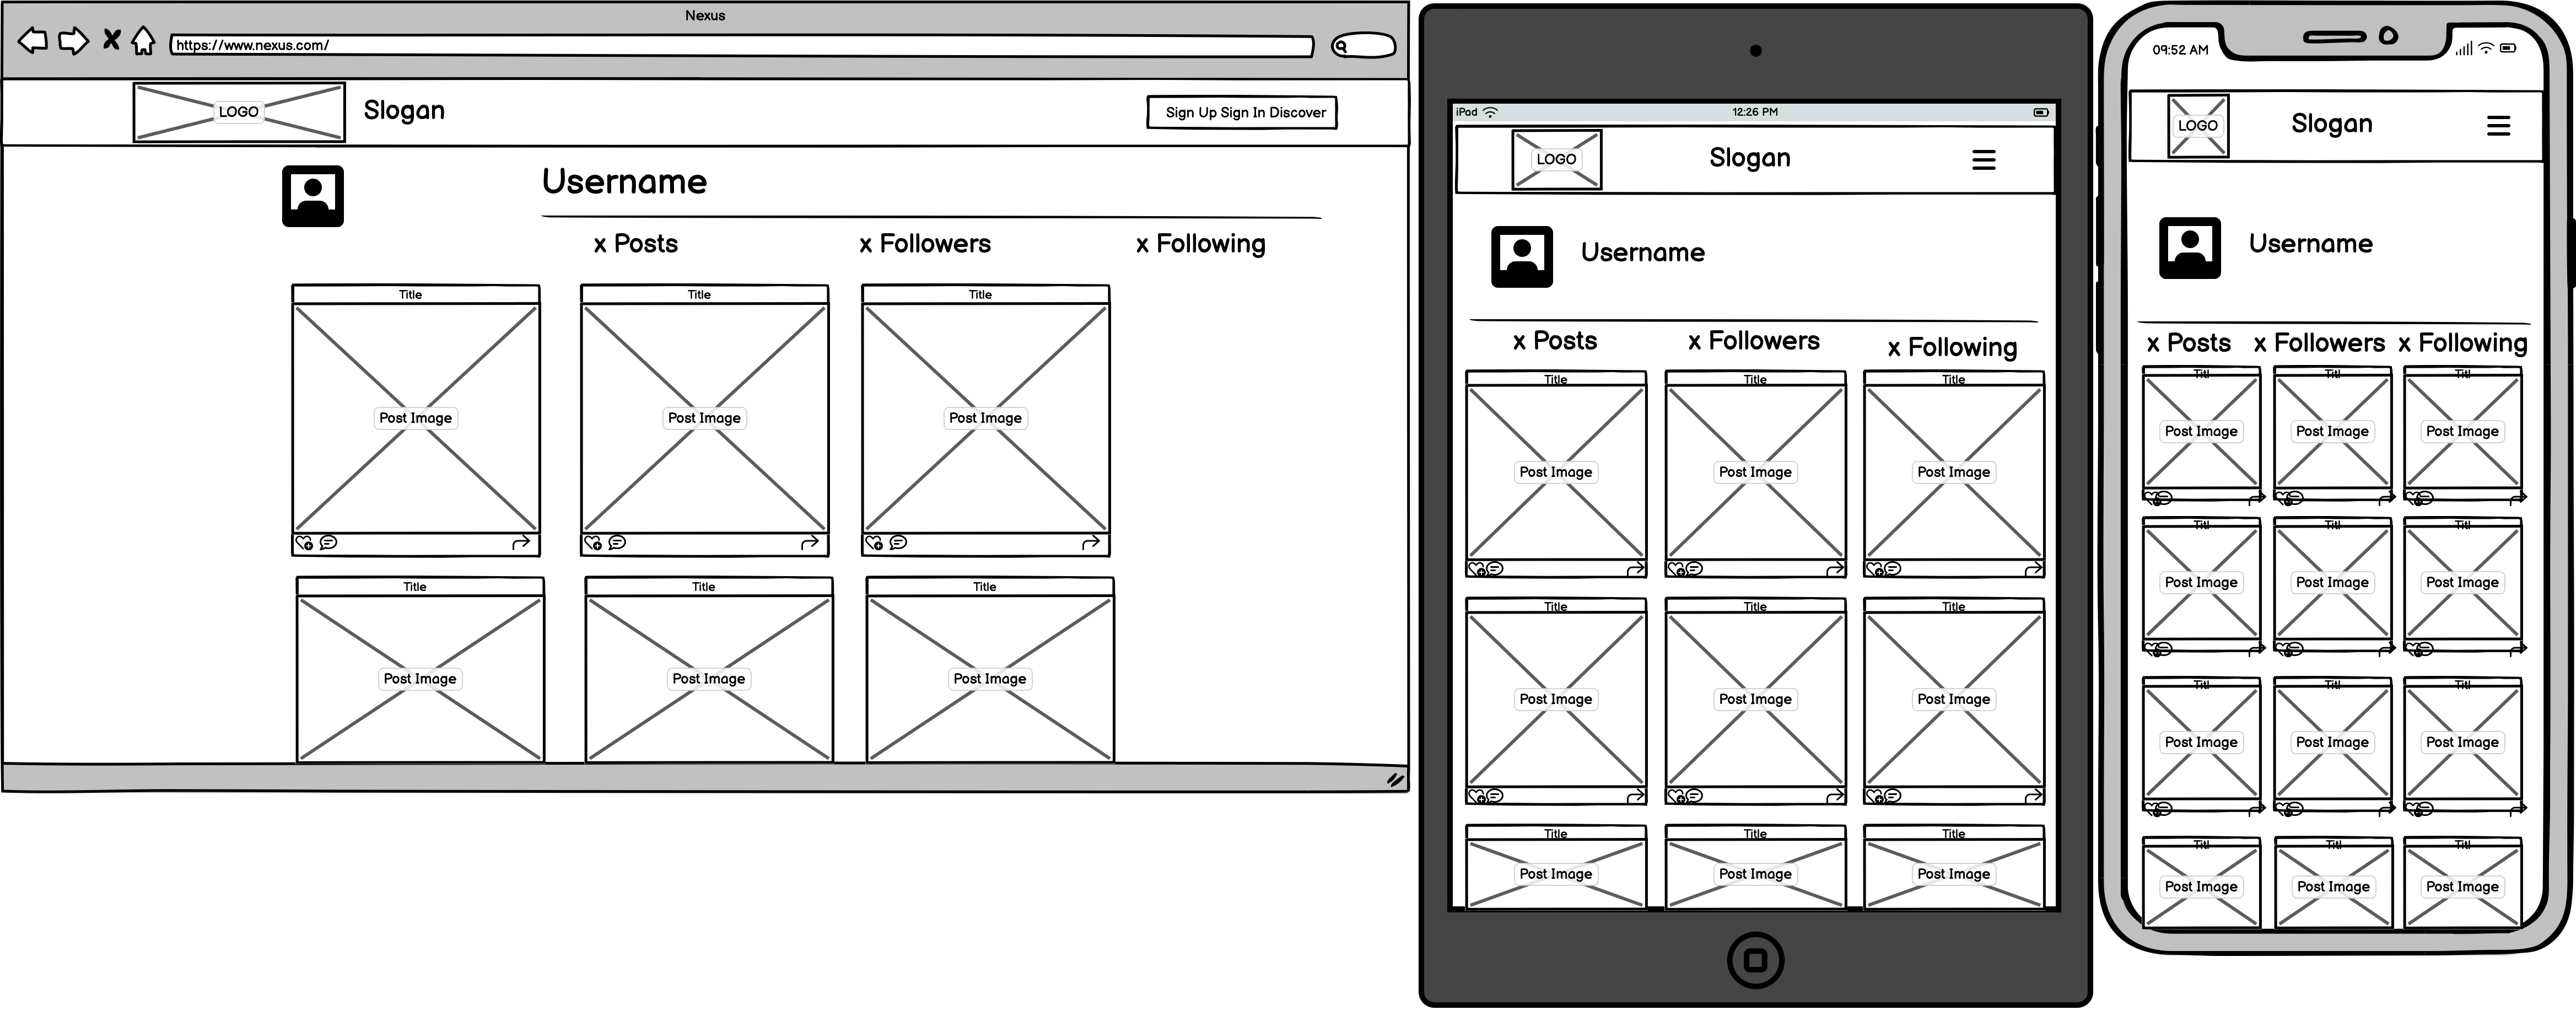 Nexus
https://www.nexus.com/
LOGO
Slogan
Sign Up Sign In Discover
Username
x Posts x Followers x Following
Title Title Title
Post Image Post Image Post Image
Title Title Title
Post Image Post Image Post Image
iPad 12:26 PM
LOGO Slogan
Username
x Posts x Followers x Following
Title Title Title
Post Image Post Image Post Image
Title Title Title
Post Image Post Image Post Image
Title Title Title
Post Image Post Image Post Image
09:52 AM
LOGO Slogan
Username
x Posts x Followers x Following
Titl Titl Titl
Post Image Post Image Post Image
Titl Titl Titl
Post Image Post Image Post Image
Titl Titl Titl
Post Image Post Image Post Image
Titl Titl Titl
Post Image Post Image Post Image